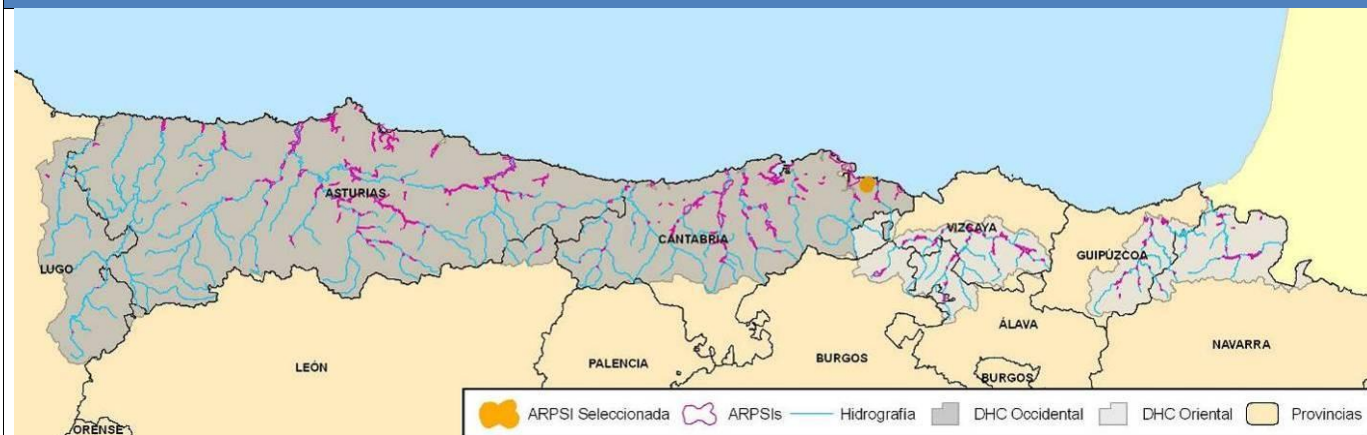 ASTURIAS
CANTABRIA
VIZCAYA
GUIPÚZCOA
LUGO
ÁLAVA
NAVARRA
LEÓN
PALENCIA
BURGOS
BURGOS
ORENSE
ARPSI Seleccionada ARPSIs Hidrografia DHC Occidental DHC Oriental Provincias